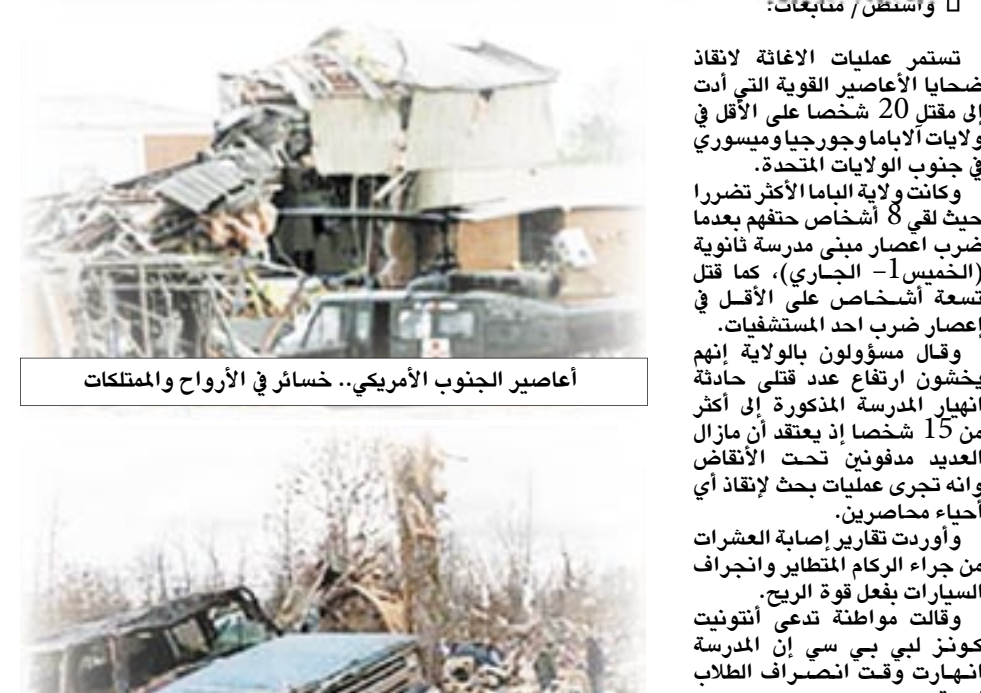 واشنطن/ متابعات:
تستمر عمليات الاغاثة لانقاذ
ضحايا الأعاصير القوية التي أدت
إلى مقتل 20 شخصا على الأقل في
ولايات آلاباما وجورجيا وميسوري
في جنوب الولايات المتحدة.
وكانت ولاية الباما الأكثر تضررا
حيث لقي 8 أشخاص حتفهم بعدما
ضرب اعصار مبنى مدرسة ثانوية
(الخميس1– الجاري)، كما قتل
تسعة أشخاص على الأقل في
إعصار ضرب احد المستشفيات.
وقال مسؤولون بالولاية إنهم
يخشون ارتفاع عدد قتلى حادثة
انهيار المدرسة المذكورة إلى أكثر
من 15 شخصا إذ يعتقد أن مازال
العديد مدفونين تحت الأنقاض
وانه تجرى عمليات بحث لإنقاذ أي
أحياء محاصرين.
وأوردت تقارير إصابة العشرات
من جراء الركام المتطاير وانجراف
السيارات بفعل قوة الريح.
وقالت مواطنة تدعى أنتونيت
كونز لبي بي سي إن المدرسة
انهارت وقت انصراف الطلاب
أعاصير الجنوب الأمريكي.. خسائر في الأرواح والممتلكات